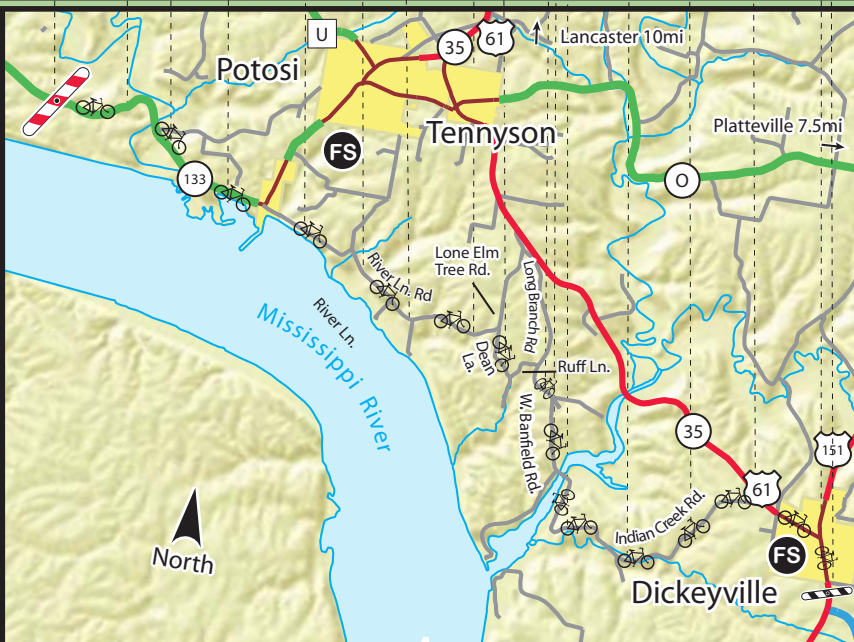 U
35
61
Lancaster 10mi
Potosi
FS
Tennyson
Platteville 7.5mi
133
O
Lone Elm
Tree Rd.
River Ln. Rd
Long Branch Rd
River Ln.
Mississippi River
Dean
La.
Ruff Ln.
W. Banfield Rd.
35
151
61
Indian Creek Rd.
North
FS
Dickeyville